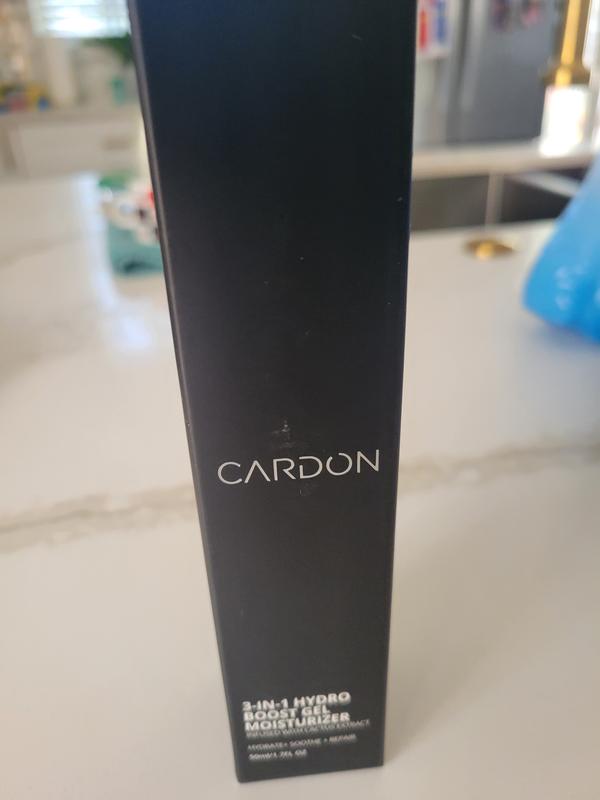 CARDON
3-IN-1 HYDRO
BOOST GEL
MOISTURIZER
INFUSED WITH CACTUS EXTRACT
HYDRATE • SOOTHE • REPAIR
50ml/1.7FL OZ